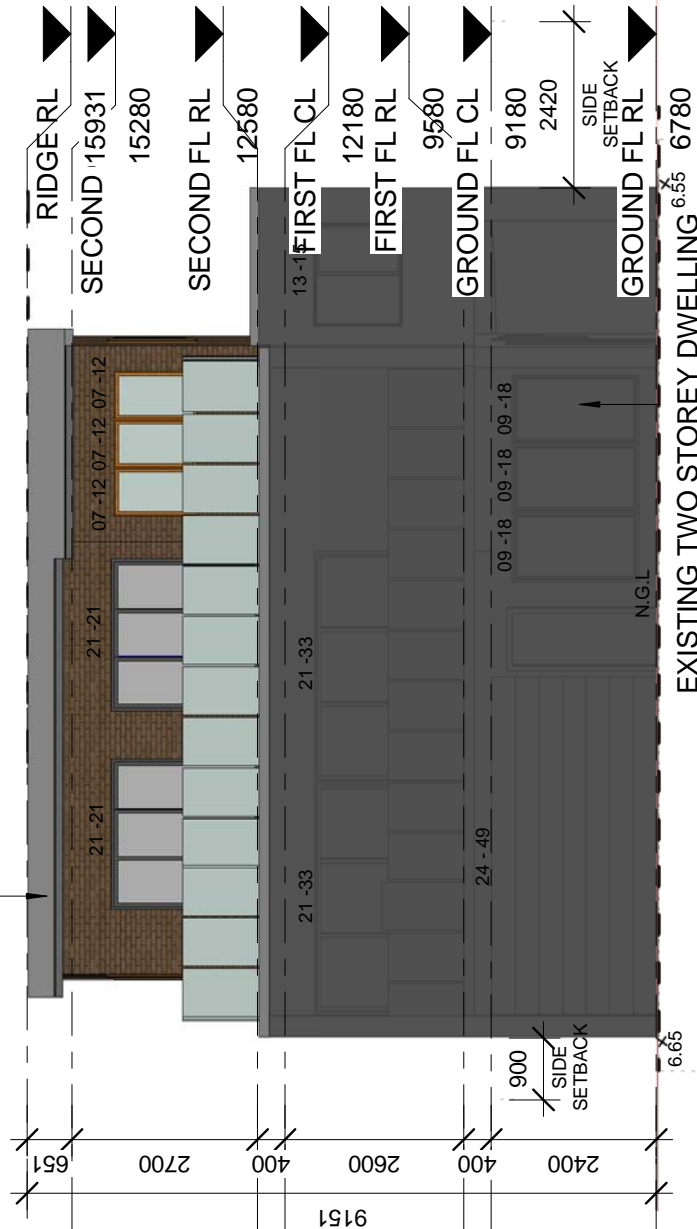 RIDGE RL
15931
SECOND
15280
SECOND FL RL
12580
FIRST FL CL
12180
FIRST FL RL
9580
GROUND FL CL
9180
GROUND FL RL
6780
2420
SIDE
SETBACK
6.55
21 -21
21 -21
07 -12
07 -12
07 -12
13 -15
21 -33
21 -33
24 - 49
09 -18
09 -18
09 -18
N.G.L
EXISTING TWO STOREY DWELLING
6.65
900
SIDE
SETBACK
651
2700
400
2600
400
2400
9151